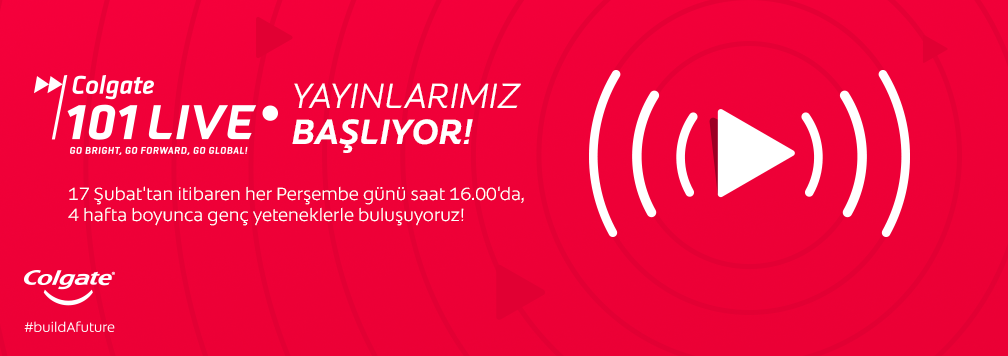 Colgate
101 LIVE
GO BRIGHT, GO FORWARD, GO GLOBAL!
YAYINLARIMIZ
BAŞLIYOR!
17 Şubat'tan itibaren her Perşembe günü saat 16.00'da,
4 hafta boyunca genç yeteneklerle buluşuyoruz!
Colgate®
#buildAfuture